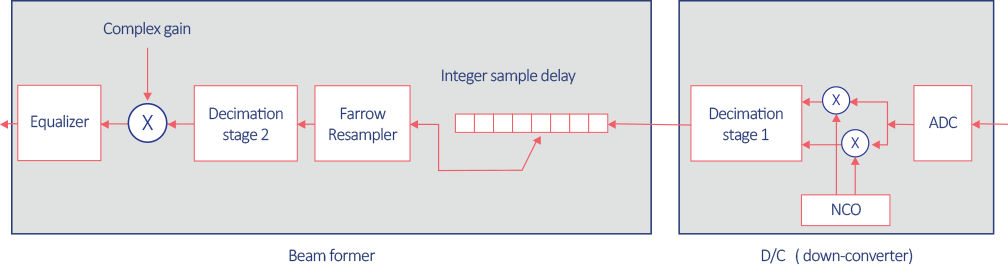 Complex gain
Integer sample delay
Equalizer
X
Decimation
stage 2
Farrow
Resampler
Decimation
stage 1
X
X
ADC
NCO
Beam former
D/C ( down-converter)